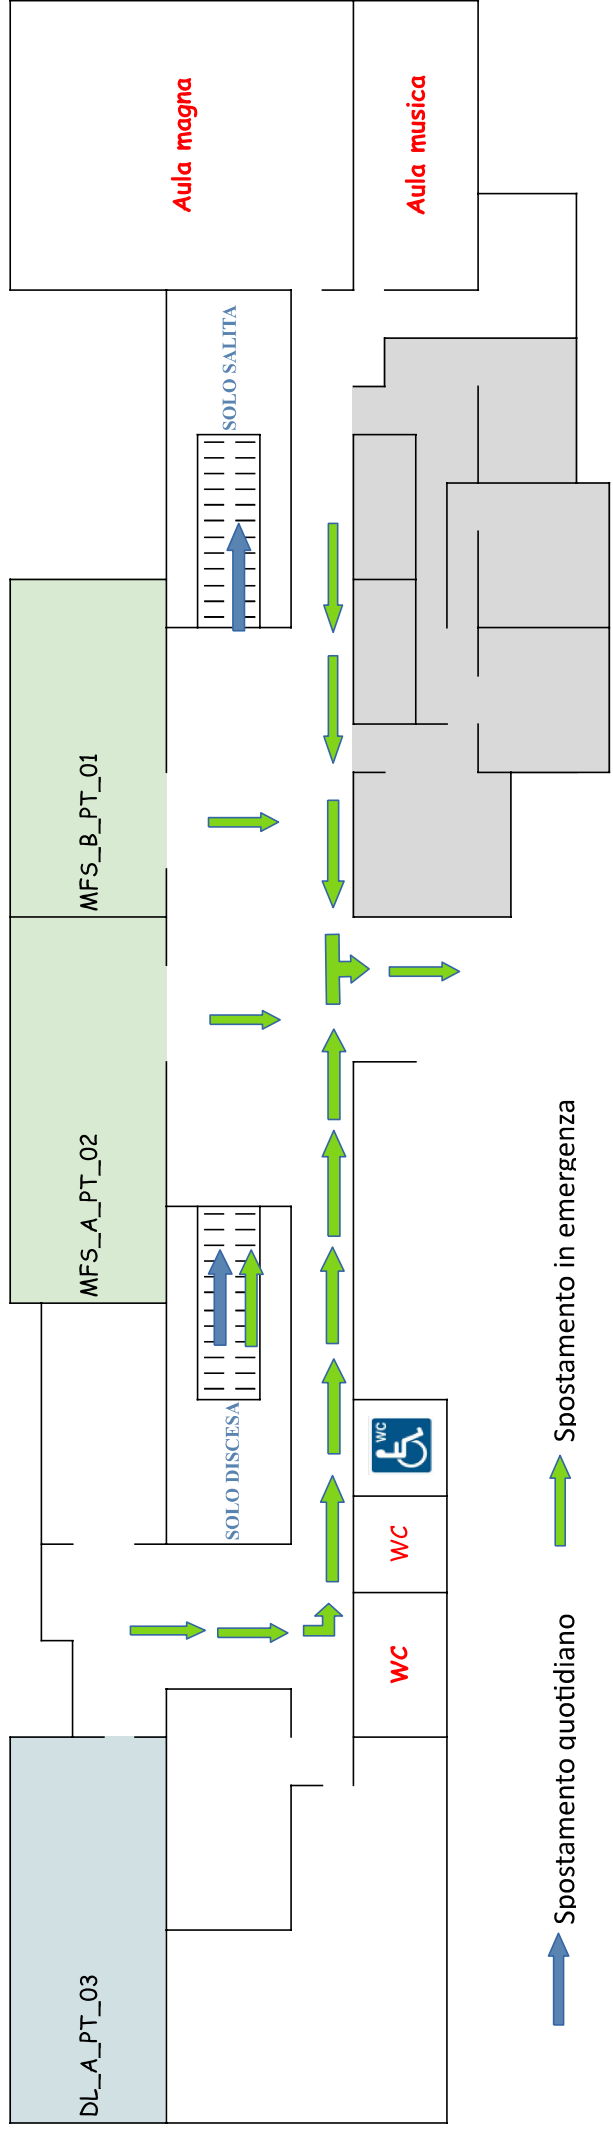 Aula magna
Aula musica
SOLO SALITA
MFS_B_PT_01
MFS_A_PT_02
SOLO DISCESA
WC
WC
WC
DL_A_PT_03
Spostamento in emergenza
Spostamento quotidiano